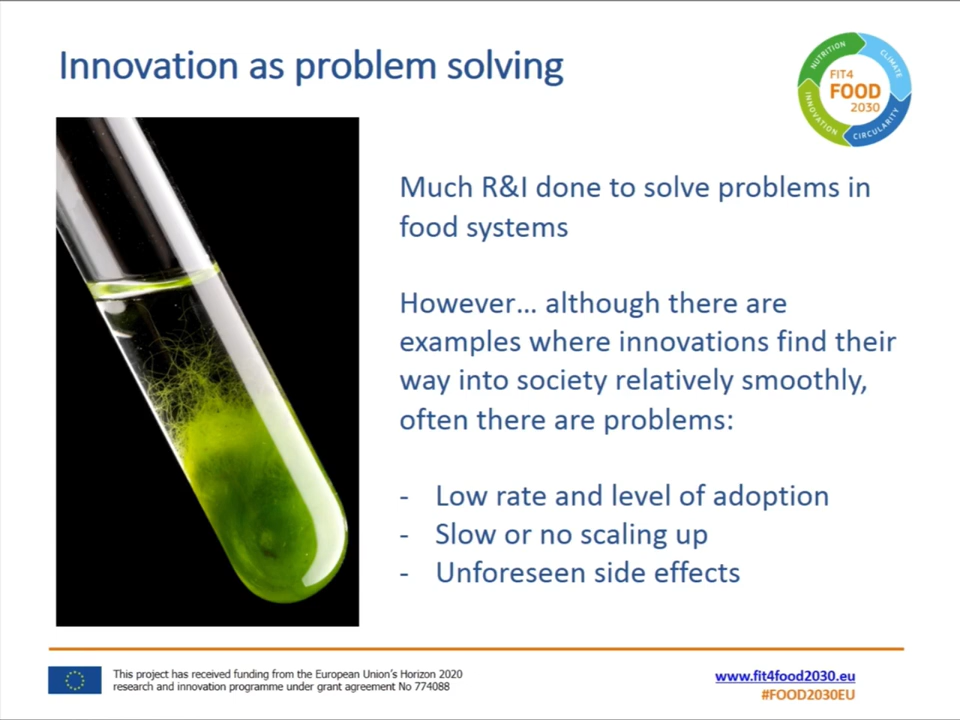 Innovation as problem solving
NUTRITION
CLIMATE
CIRCULARITY
INNOVATION
FIT4
FOOD
2030
Much R&I done to solve problems in
food systems
However... although there are
examples where innovations find their
way into society relatively smoothly,
often there are problems:
- Low rate and level of adoption
- Slow or no scaling up
- Unforeseen side effects
This project has received funding from the European Union's Horizon 2020
research and innovation programme under grant agreement No 774088
www.fit4food2030.eu
#FOOD2030EU